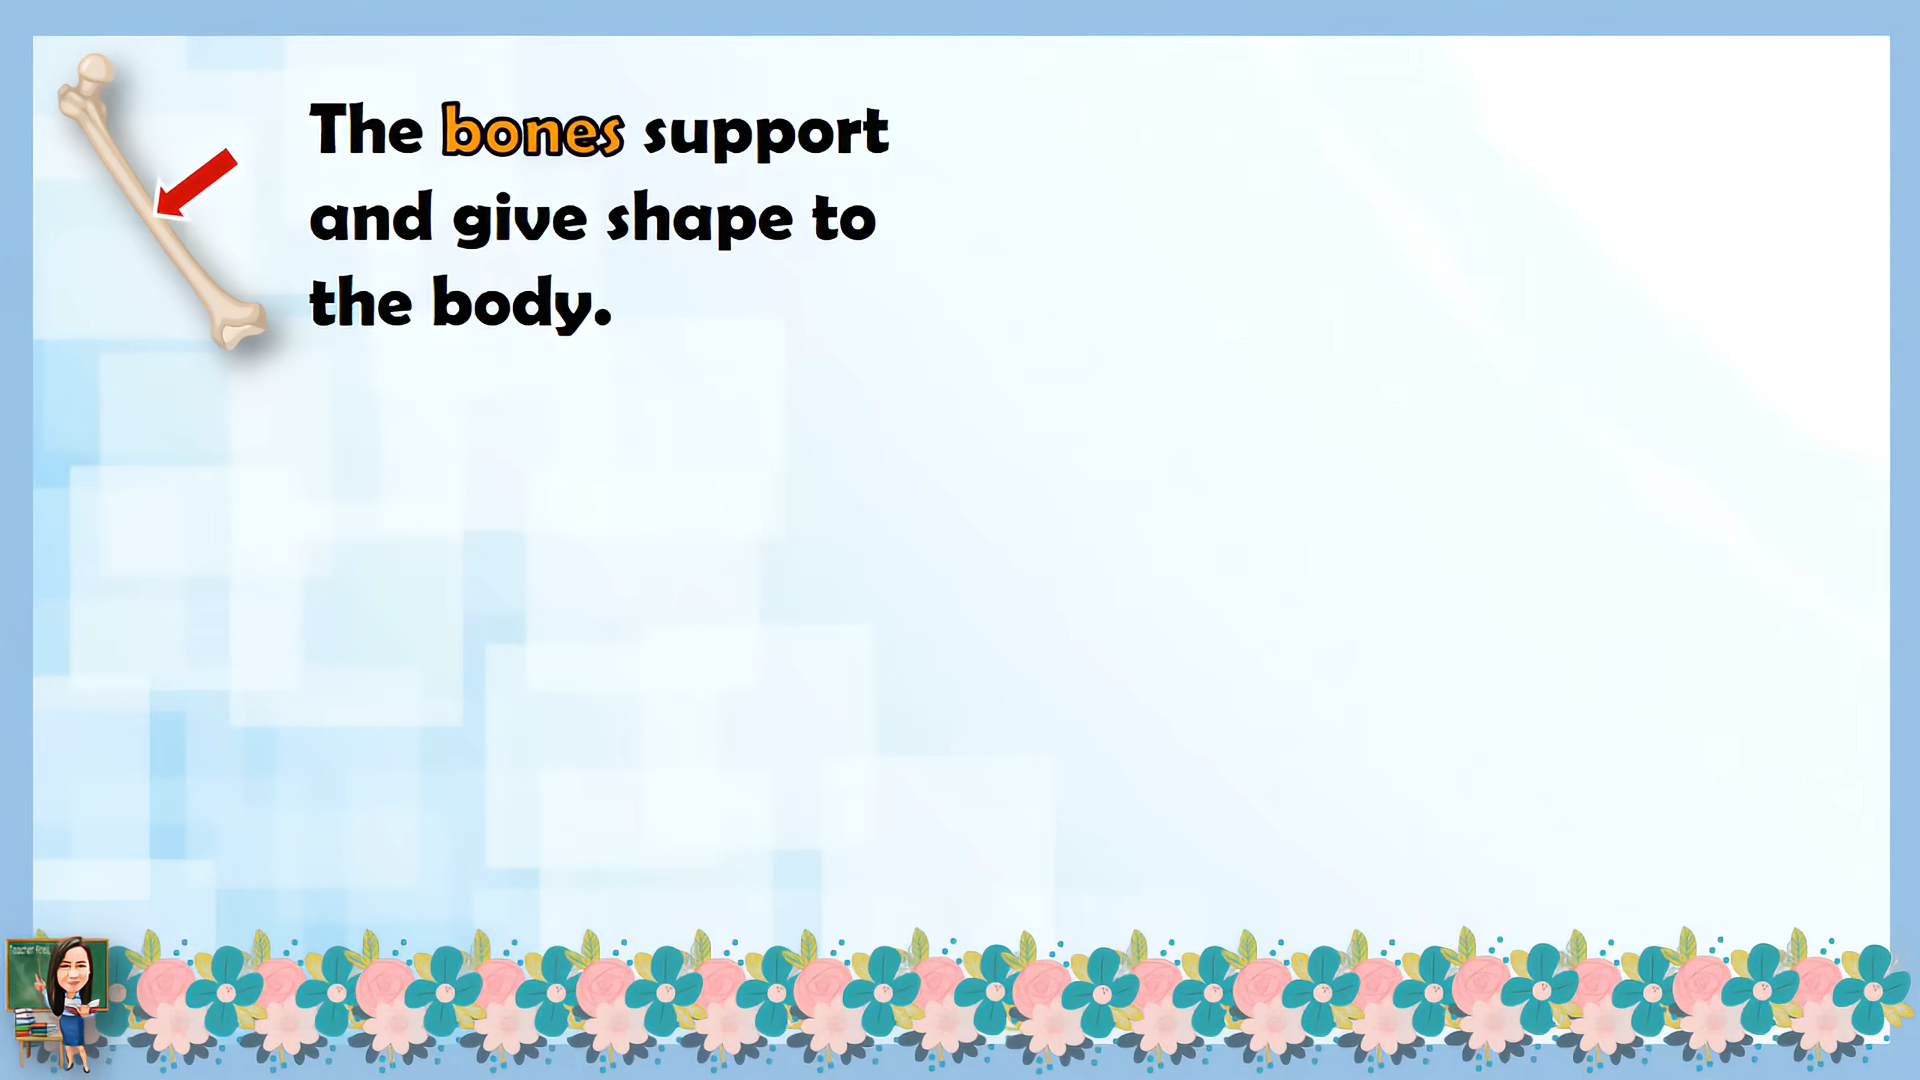 The bones support
and give shape to
the body.